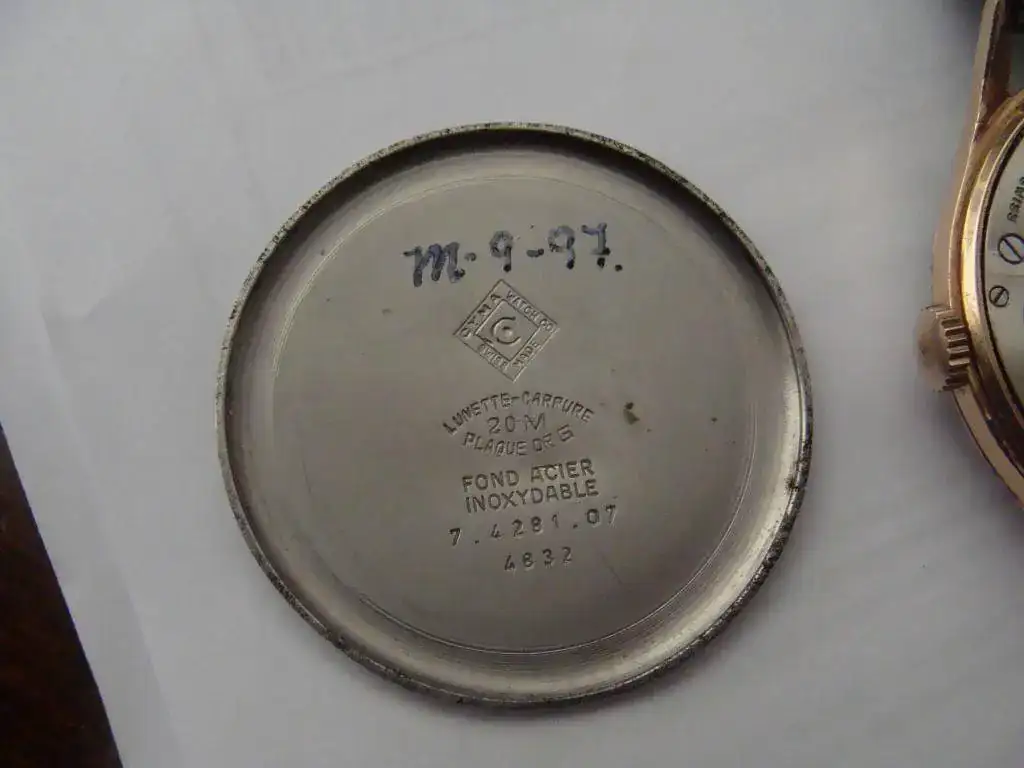 M-9-97.
CYMA WATCH CO
SWISS MADE
LUNETTE-CARRURE
20 M
PLAQUE OR G
FOND ACIER
INOXYDABLE
7.4281.07
4832
SWISS